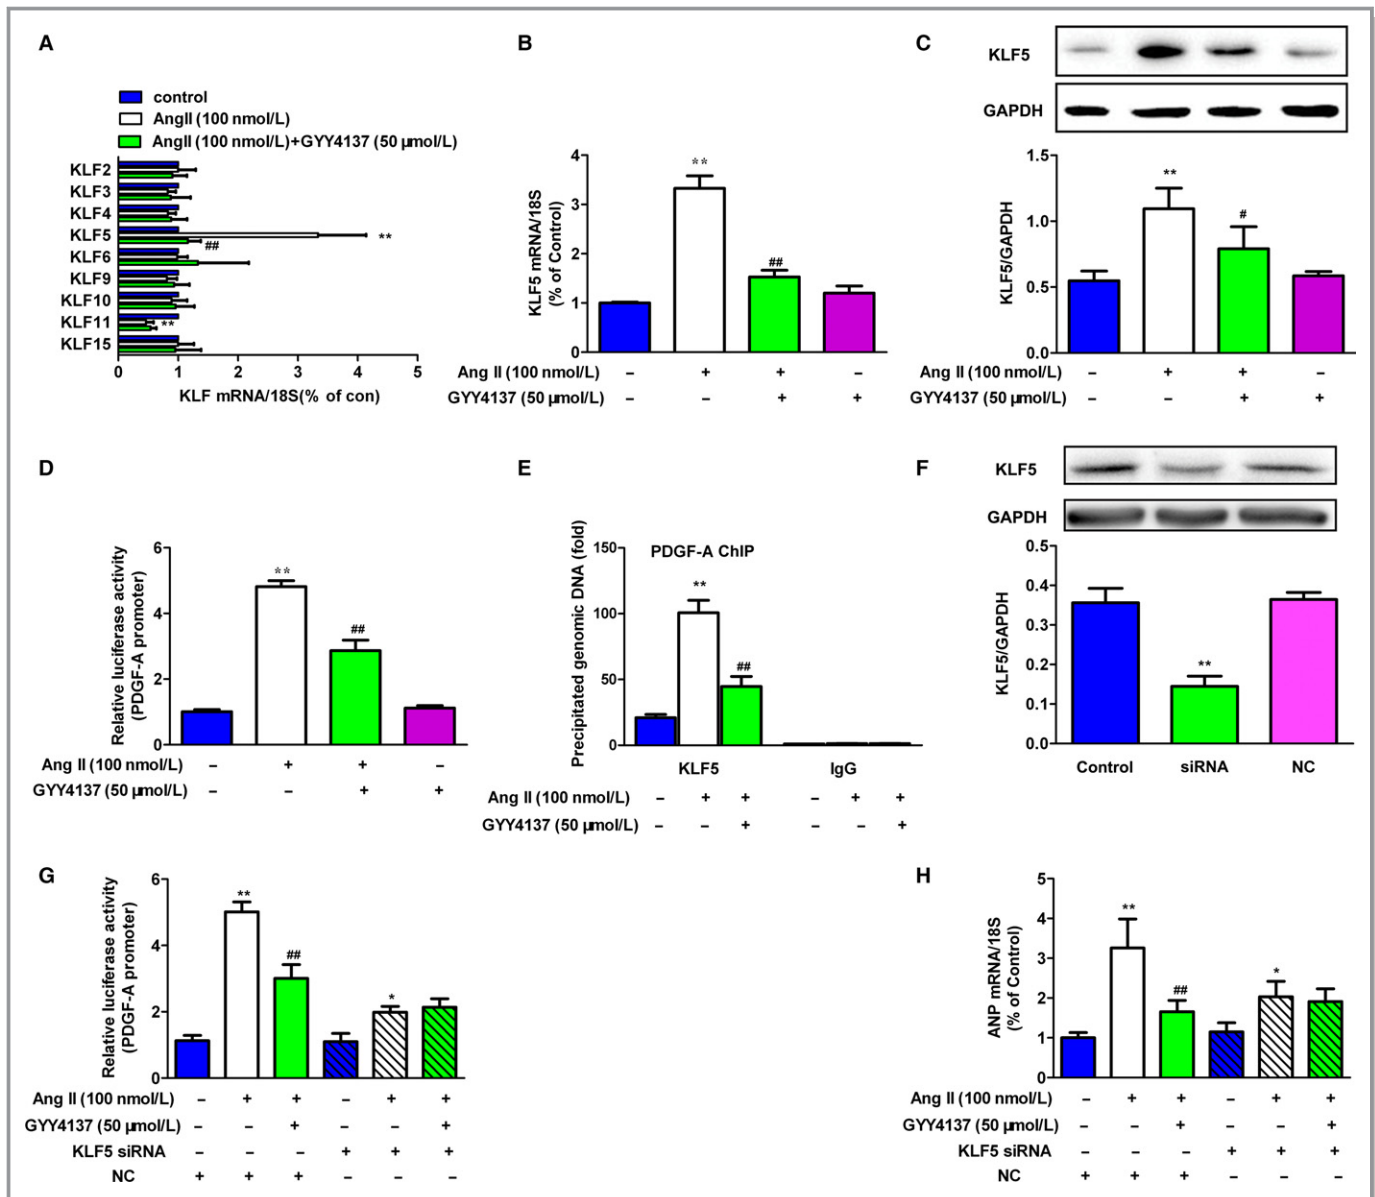 A
control
AngII (100 nmol/L)
AngII (100 nmol/L)+GYY4137 (50 µmol/L)
KLF2
KLF3
KLF4
KLF5
**
##
KLF6
KLF9
KLF10
KLF11
**
KLF15
0 1 2 3 4 5
KLF mRNA/18S(% of con)
B
KLF5 mRNA/18S
(% of Control)
4
3
2
1
0
**
##
Ang II (100 nmol/L) – + + –
GYY4137 (50 µmol/L) – – + +
C
KLF5
GAPDH
KLF5/GAPDH
1.5
1.0
0.5
0.0
**
#
Ang II (100 nmol/L) – + + –
GYY4137 (50 µmol/L) – – + +
D
Relative luciferase activity
(PDGF-A promoter)
6
4
2
0
**
##
Ang II (100 nmol/L) – + + –
GYY4137 (50 µmol/L) – – + +
E
Precipitated genomic DNA (fold)
150
100
50
0
PDGF-A ChIP
**
##
KLF5 IgG
Ang II (100 nmol/L) – + + – + +
GYY4137 (50 µmol/L) – – + – – +
F
KLF5
GAPDH
KLF5/GAPDH
0.5
0.4
0.3
0.2
0.1
0.0
**
Control siRNA NC
G
Relative luciferase activity
(PDGF-A promoter)
6
4
2
0
**
##
*
Ang II (100 nmol/L) – + + – + +
GYY4137 (50 µmol/L) – – + – – +
KLF5 siRNA – – – + + +
NC + + + – – –
H
ANP mRNA/18S
(% of Control)
5
4
3
2
1
0
**
##
*
Ang II (100 nmol/L) – + + – + +
GYY4137 (50 µmol/L) – – + – – +
KLF5 siRNA – – – + + +
NC + + + – – –